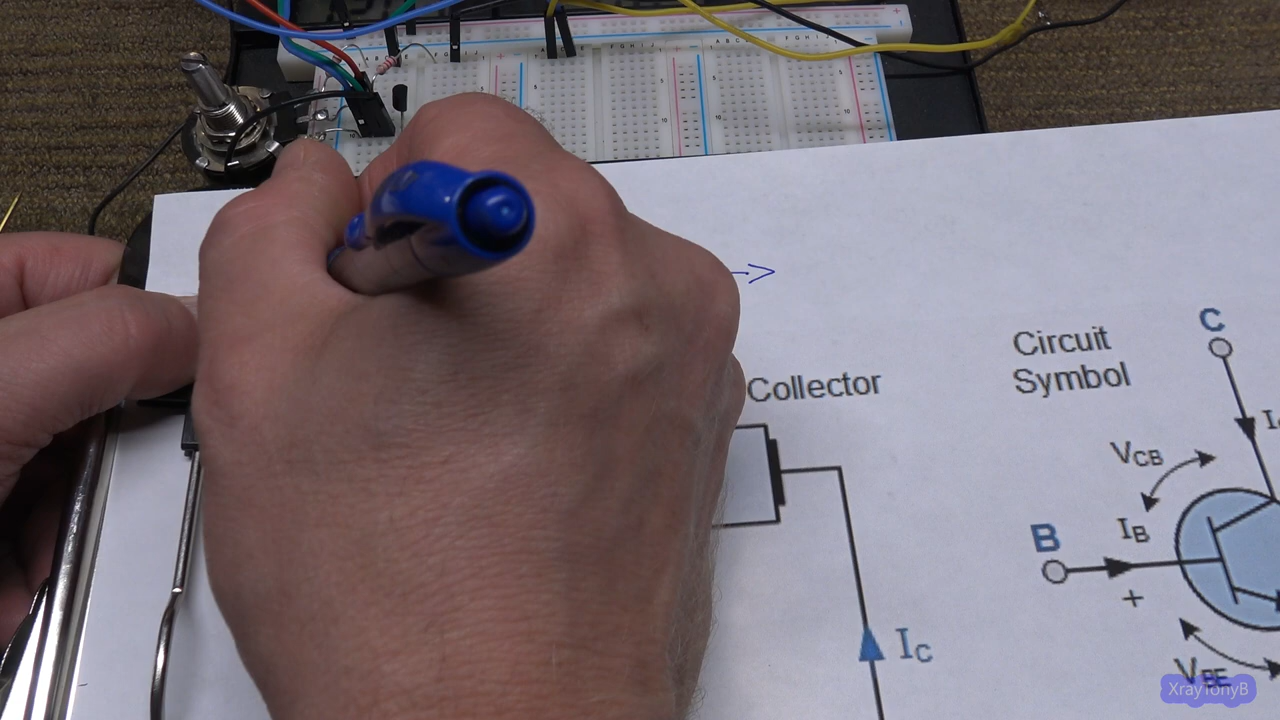 Collector
Circuit
Symbol
C
VCB
IB
B
+
IC
VBE
XrayTonyB